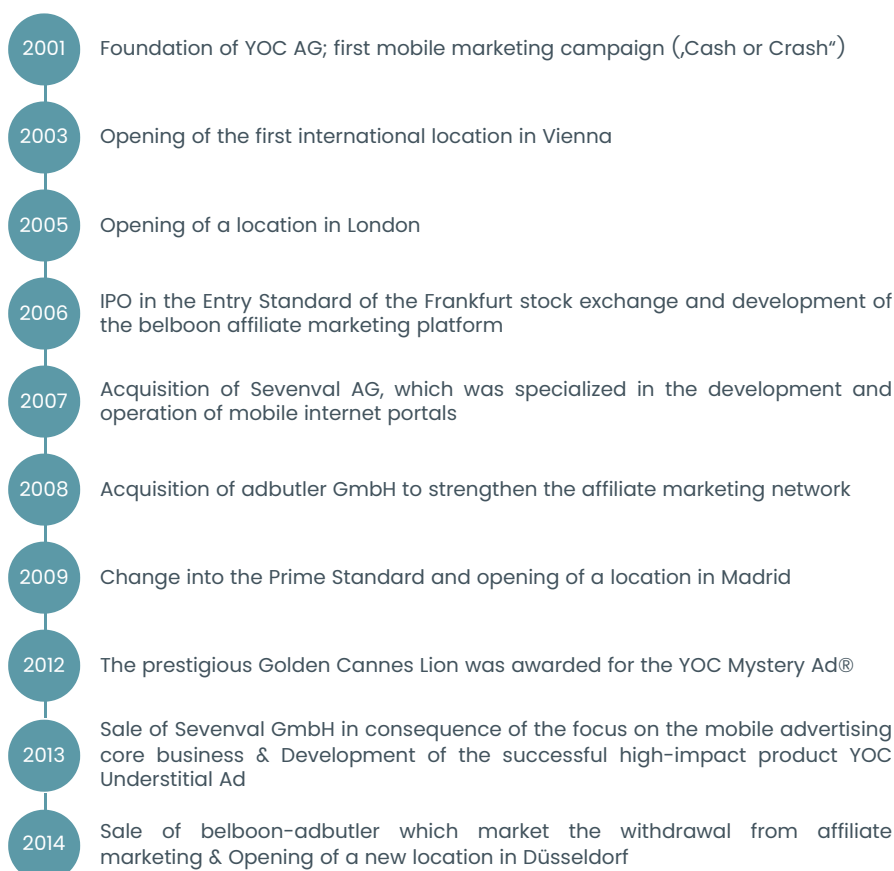 2001 Foundation of YOC AG; first mobile marketing campaign (‚Cash or Crash“)
2003 Opening of the first international location in Vienna
2005 Opening of a location in London
2006 IPO in the Entry Standard of the Frankfurt stock exchange and development of
the belboon affiliate marketing platform
2007 Acquisition of Sevenval AG, which was specialized in the development and
operation of mobile internet portals
2008 Acquisition of adbutler GmbH to strengthen the affiliate marketing network
2009 Change into the Prime Standard and opening of a location in Madrid
2012 The prestigious Golden Cannes Lion was awarded for the YOC Mystery Ad®
2013 Sale of Sevenval GmbH in consequence of the focus on the mobile advertising
core business & Development of the successful high-impact product YOC
Understitial Ad
2014 Sale of belboon-adbutler which market the withdrawal from affiliate
marketing & Opening of a new location in Düsseldorf